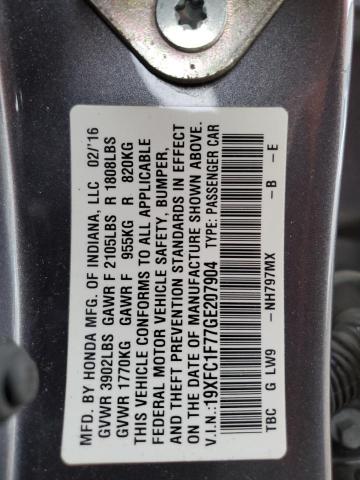 MFD. BY HONDA MFG. OF INDIANA, LLC 02/'16
GVWR 3902LBS GAWR F 2105LBS R 1808LBS
GVWR 1770KG GAWR F 955KG R 820KG
THIS VEHICLE CONFORMS TO ALL APPLICABLE
FEDERAL MOTOR VEHICLE SAFETY, BUMPER,
AND THEFT PREVENTION STANDARDS IN EFFECT
ON THE DATE OF MANUFACTURE SHOWN ABOVE.
V.I.N.:19XFC1F77GE207904 TYPE: PASSENGER CAR
TBC G LW9 -NH797MX -B -E